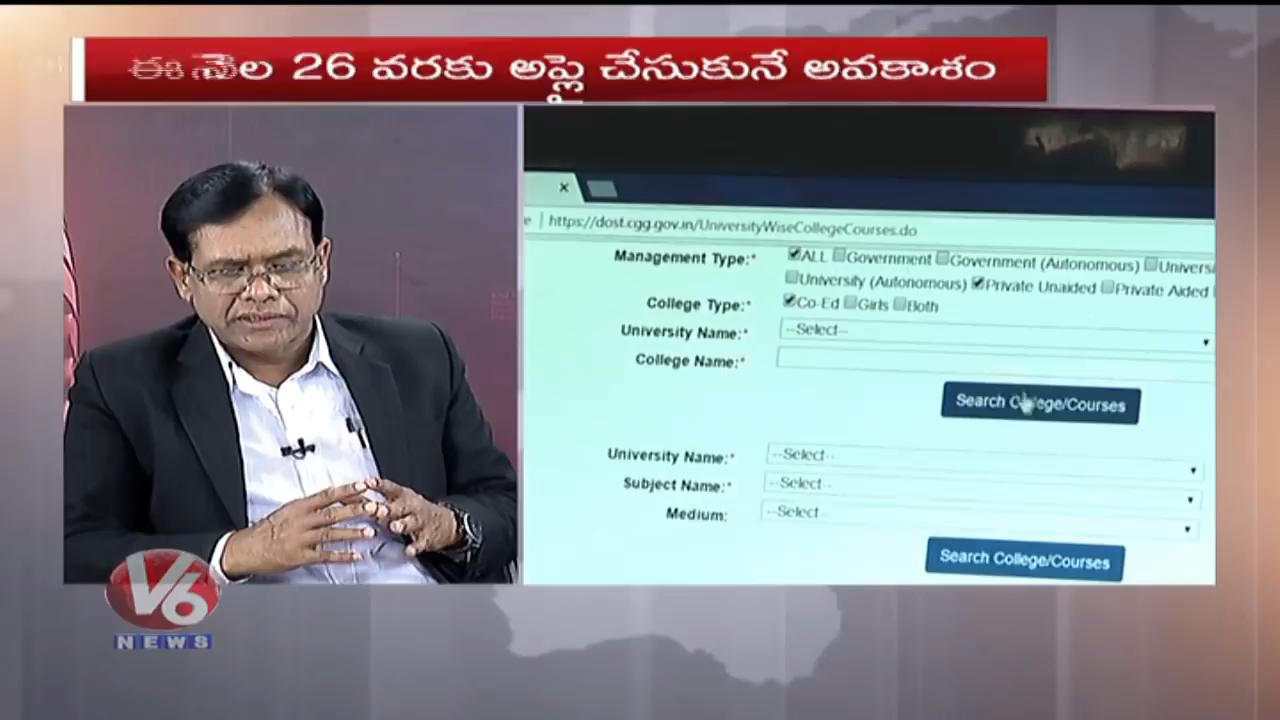 ఈ నెల 26 వరకు అప్లై చేసుకునే అవకాశం
https://dost.cgg.gov.in/UniversityWiseCollegeCourses.do
Management Type:* ALL Government Government (Autonomous)
University (Autonomous) Private Unaided Private Aided
College Type:* Co-Ed Girls Both
University Name:* --Select--
College Name:*
Search College/Courses
University Name:* --Select--
Subject Name:* --Select--
Medium: --Select--
Search College/Courses
V6
NEWS